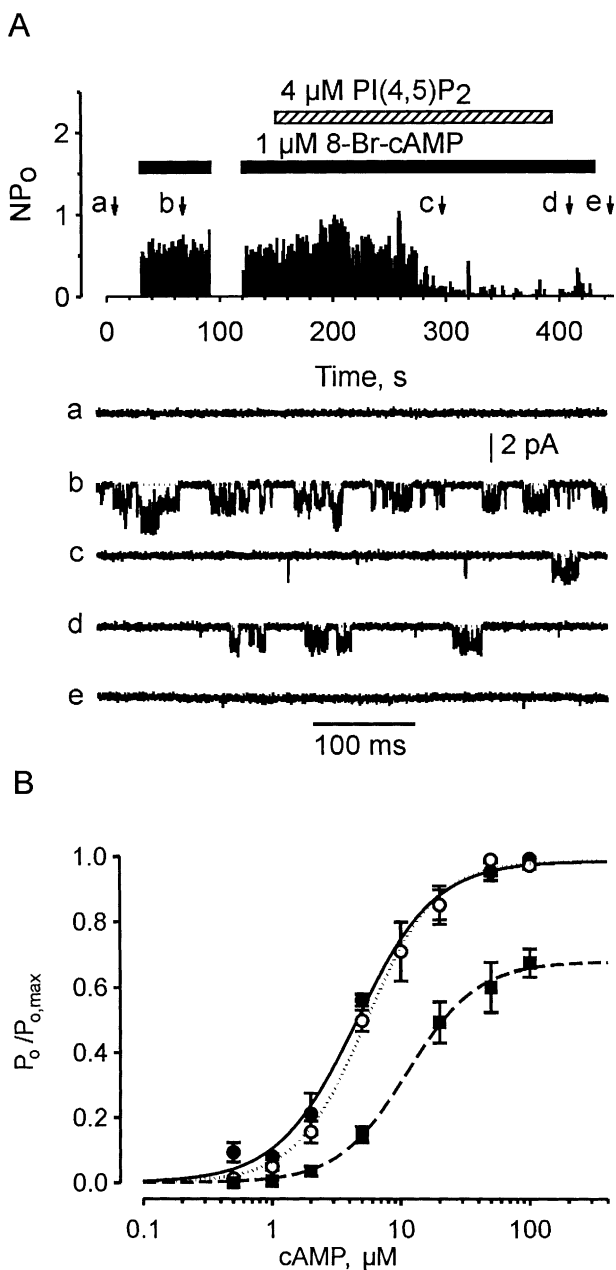 A
4 µM PI(4,5)P2
1 µM 8-Br-cAMP
NPO
2
1
0
a
b
c
d
e
0 100 200 300 400
Time, s
a
2 pA
b
c
d
e
100 ms
B
Po/Po,max
1.0
0.8
0.6
0.4
0.2
0.0
0.1 1 10 100
cAMP, µM